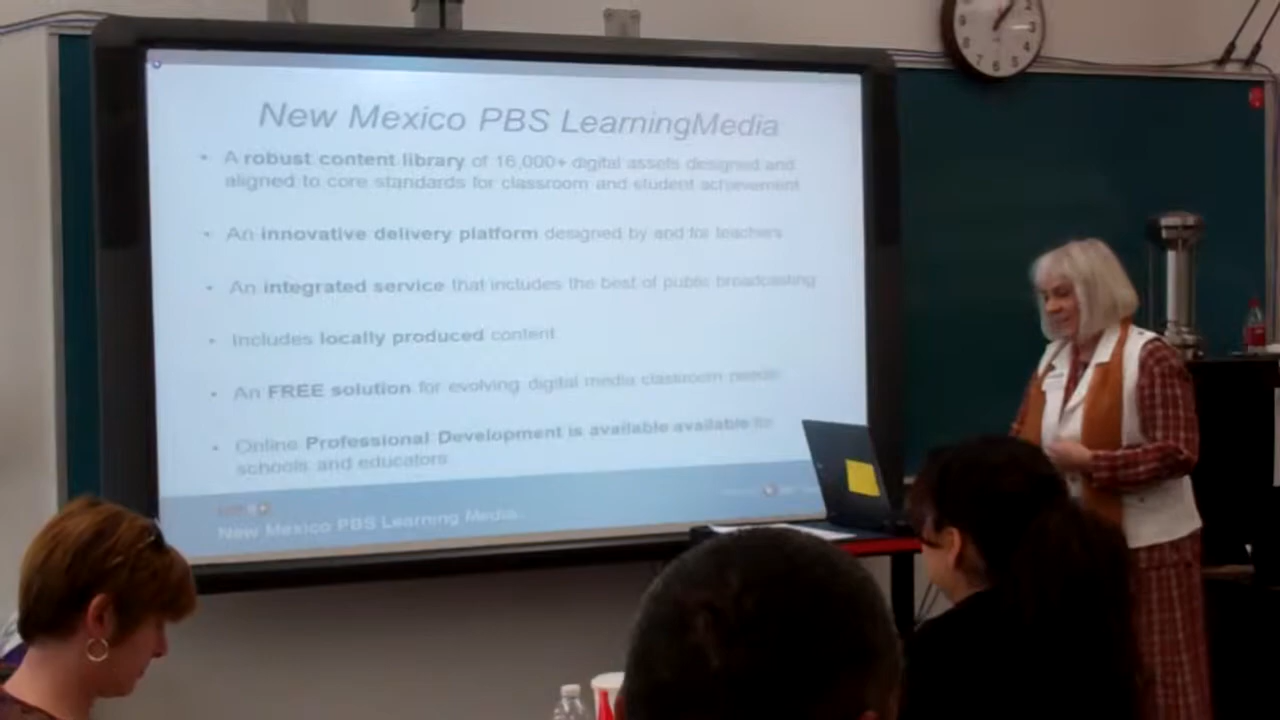 New Mexico PBS LearningMedia
• A robust content library of 16,000+ digital assets designed and
aligned to core standards for classroom and student achievement
• An innovative delivery platform designed by and for teachers
• An integrated service that includes the best of public broadcasting
• Includes locally produced content
• An FREE solution for evolving digital media classroom needs
• Online Professional Development is available available for
schools and educators
New Mexico PBS Learning Media